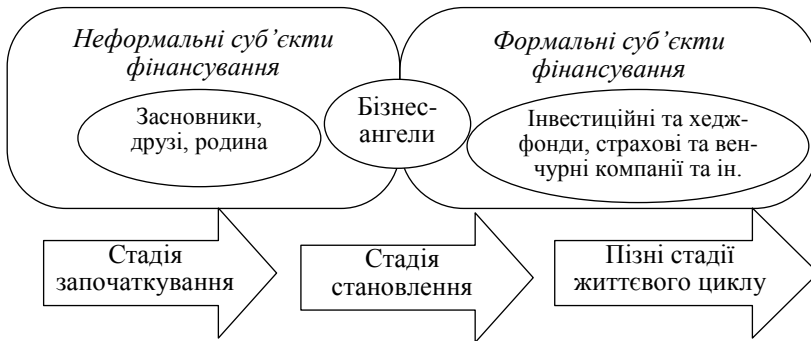 Неформальні суб’єкти
фінансування
Засновники,
друзі, родина
Бізнес-
ангели
Формальні суб’єкти
фінансування
Інвестиційні та хедж-
фонди, страхові та вен-
чурні компанії та ін.
Стадія
започаткування
Стадія
становлення
Пізні стадії
життєвого циклу